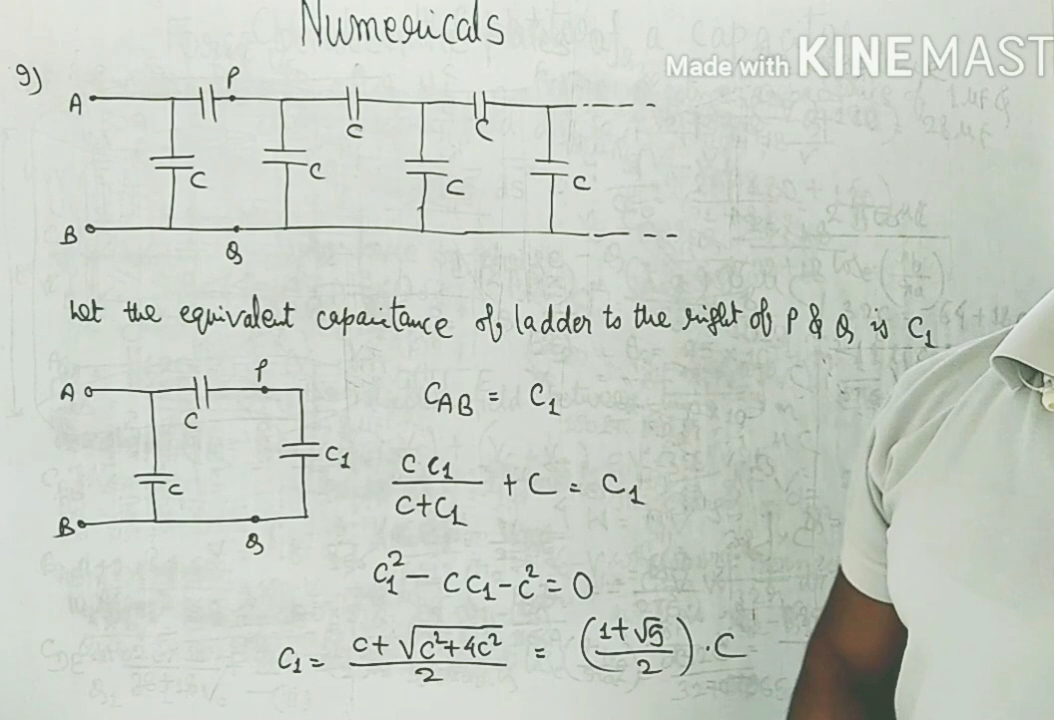 Numericals
Made with KINEMAST
9)
A P
C C
C C C C
B Q
Let the equivalent capacitance of ladder to the right of P & Q is C₁
A P
C
C C₁
B Q
C_AB = C₁
CC₁/(C+C₁) + C = C₁
C₁² - CC₁ - C² = 0
C₁ = (C+√(C²+4C²))/2 = ((1+√5)/2).C